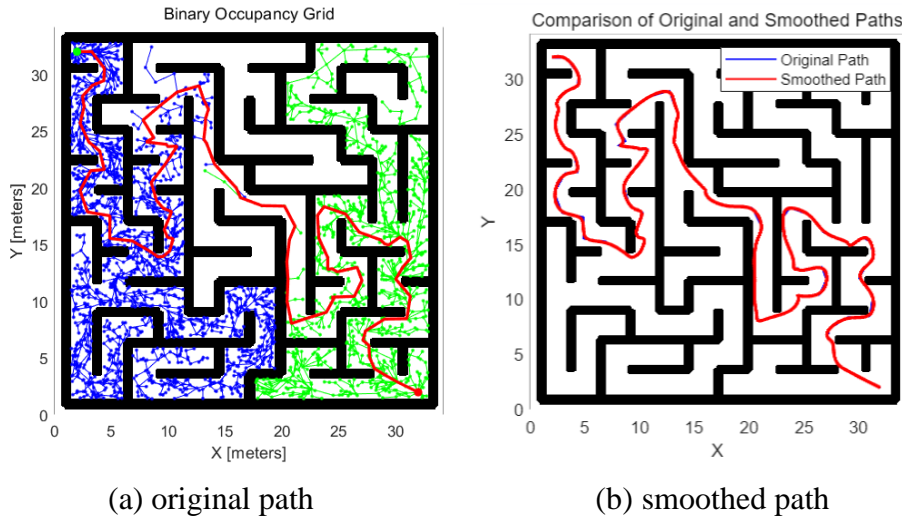 Binary Occupancy Grid
Y [meters]
30
25
20
15
10
5
0
0 5 10 15 20 25 30
X [meters]
(a) original path
Comparison of Original and Smoothed Paths
Original Path
Smoothed Path
Y
30
25
20
15
10
5
0
0 5 10 15 20 25 30
X
(b) smoothed path